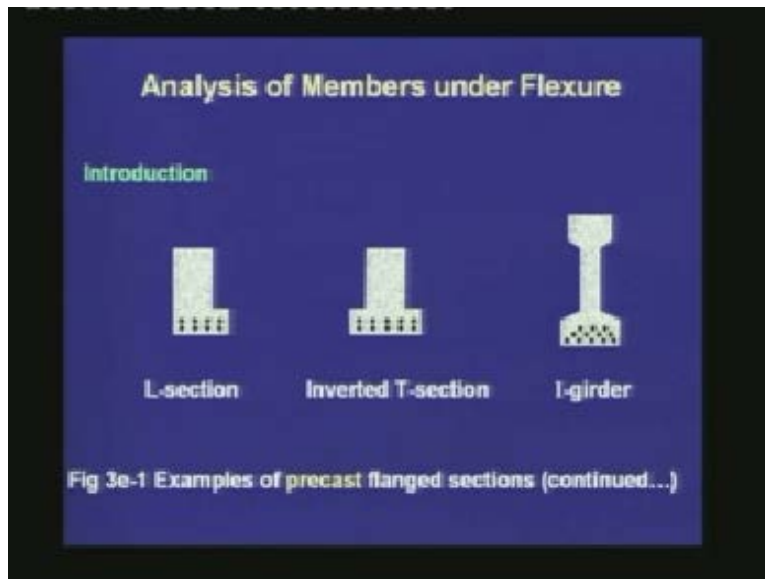 Analysis of Members under Flexure
Introduction
L-section
Inverted T-section
I-girder
Fig 3e-1 Examples of precast flanged sections (continued...)